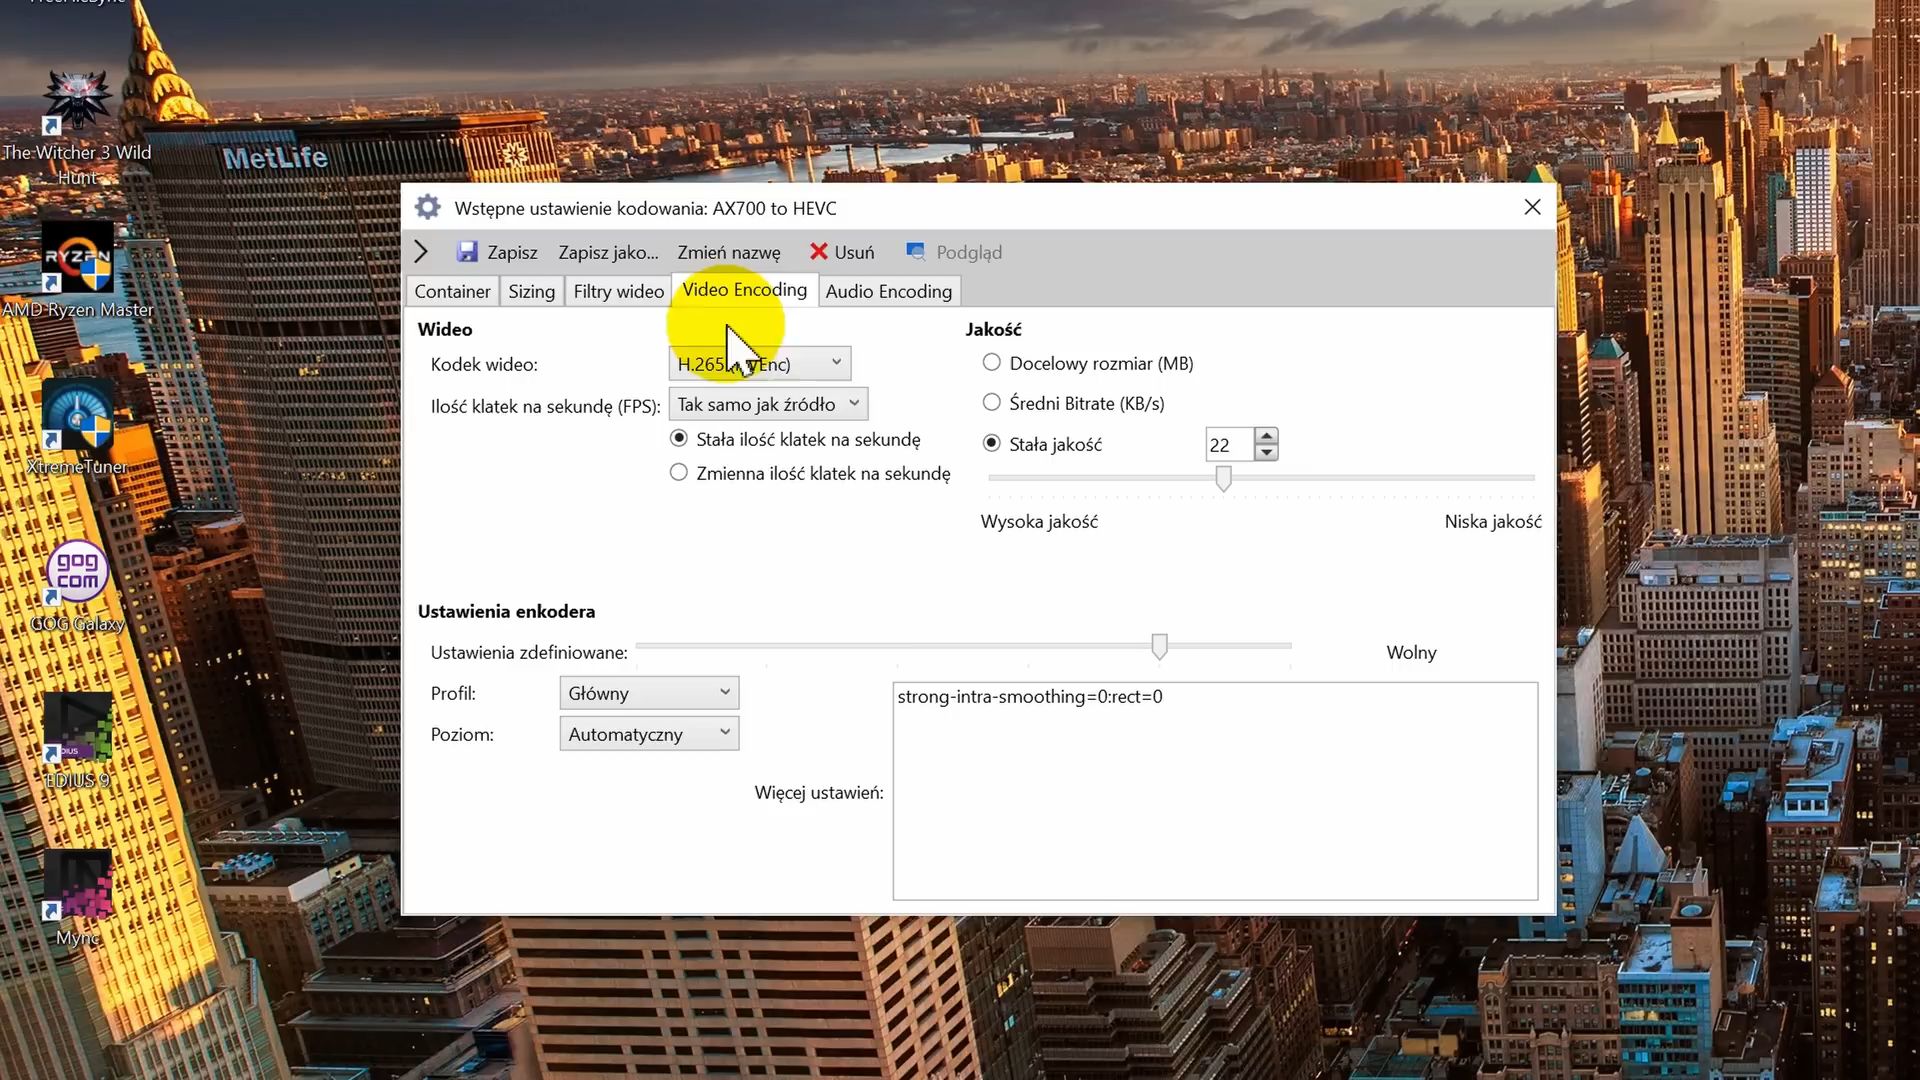 MetLife
The Witcher 3 Wild
Hunt
RYZEN
AMD Ryzen Master
XtremeTuner
gog
com
GOG Galaxy
EDIUS 9
Mync
Wstępne ustawienie kodowania: AX700 to HEVC
Zapisz
Zapisz jako...
Zmień nazwę
Usuń
Podgląd
Container
Sizing
Filtry wideo
Video Encoding
Audio Encoding
Wideo
Kodek wideo:
Ilość klatek na sekundę (FPS):
Tak samo jak źródło
Stała ilość klatek na sekundę
Zmienna ilość klatek na sekundę
Jakość
Docelowy rozmiar (MB)
Średni Bitrate (KB/s)
Stała jakość
22
Wysoka jakość
Niska jakość
Ustawienia enkodera
Ustawienia zdefiniowane:
Wolny
Profil:
Główny
Poziom:
Automatyczny
Więcej ustawień:
strong-intra-smoothing=0:rect=0